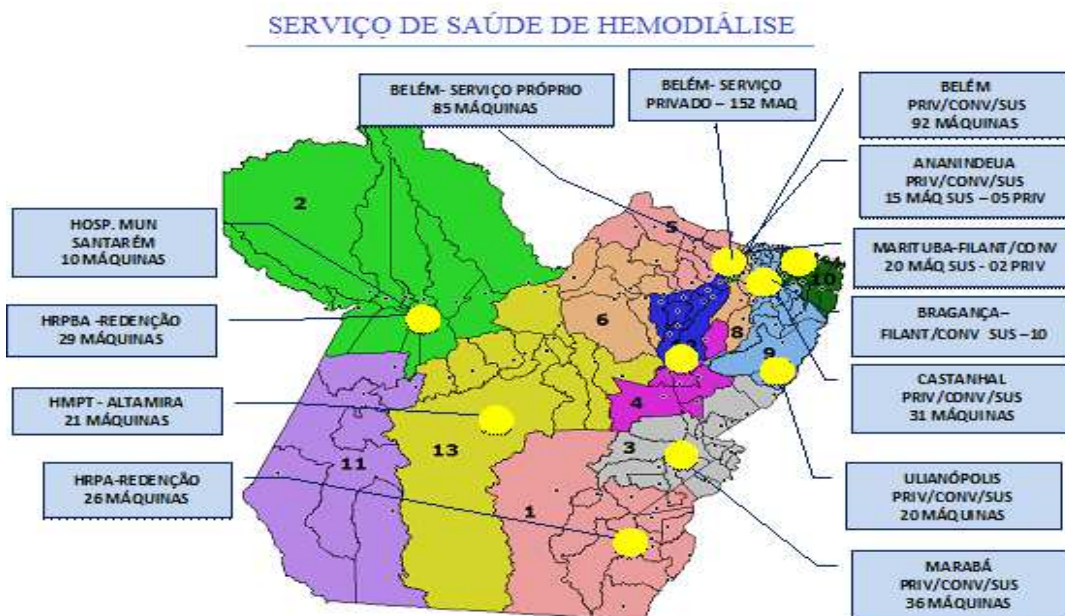 SERVIÇO DE SAÚDE DE HEMODIÁLISE
BELÉM- SERVIÇO PRÓPRIO
85 MÁQUINAS
BELÉM- SERVIÇO
PRIVADO – 152 MAQ
BELÉM
PRIV/CONV/SUS
92 MÁQUINAS
ANANINDEUA
PRIV/CONV/SUS
15 MÁQ SUS – 05 PRIV
MARITUBA-FILANT/CONV
20 MÁQ SUS - 02 PRIV
BRAGANÇA–
FILANT/CONV SUS – 10
CASTANHAL
PRIV/CONV/SUS
31 MÁQUINAS
ULIANÓPOLIS
PRIV/CONV/SUS
20 MÁQUINAS
MARABÁ
PRIV/CONV/SUS
36 MÁQUINAS
HOSP. MUN
SANTARÉM
10 MÁQUINAS
HRPBA -REDENÇÃO
29 MÁQUINAS
HMPT - ALTAMIRA
21 MÁQUINAS
HRPA-REDENÇÃO
26 MÁQUINAS
2
5
10
6
8
9
4
3
13
11
1